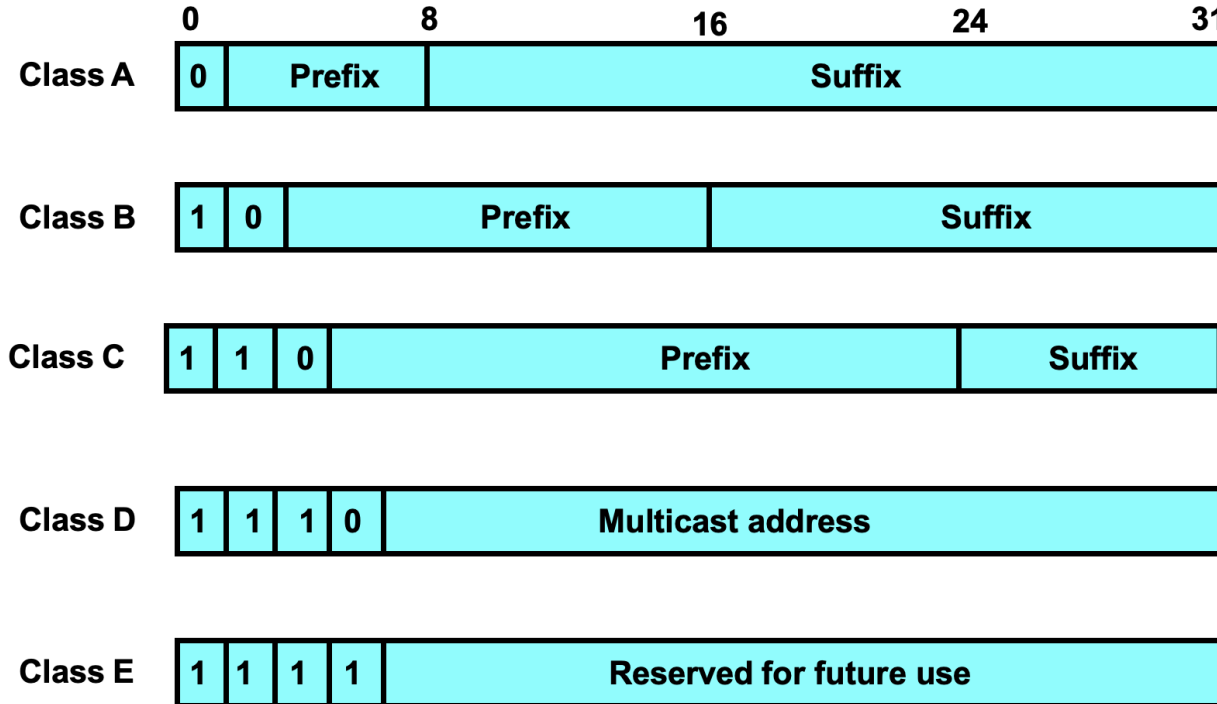 0 8 16 24 31
Class A 0 Prefix Suffix
Class B 1 0 Prefix Suffix
Class C 1 1 0 Prefix Suffix
Class D 1 1 1 0 Multicast address
Class E 1 1 1 1 Reserved for future use